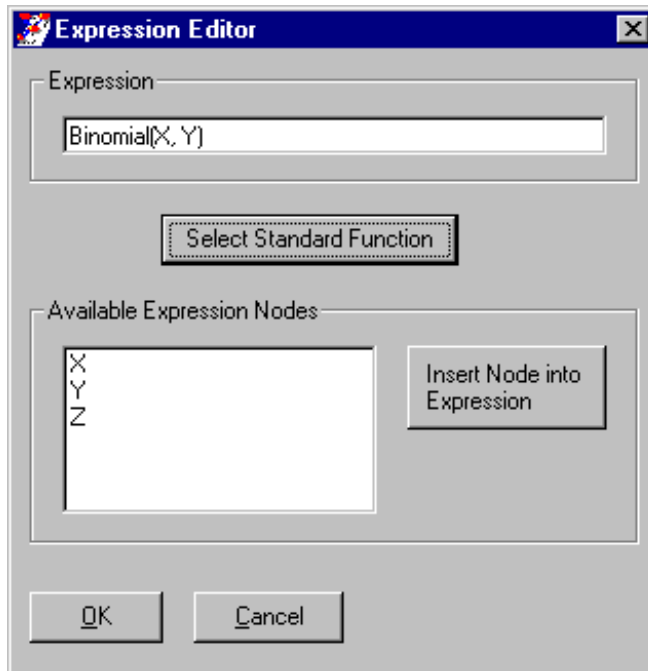 Expression Editor
Expression
Binomial(X, Y)
Select Standard Function
Available Expression Nodes
X
Y
Z
Insert Node into
Expression
OK
Cancel